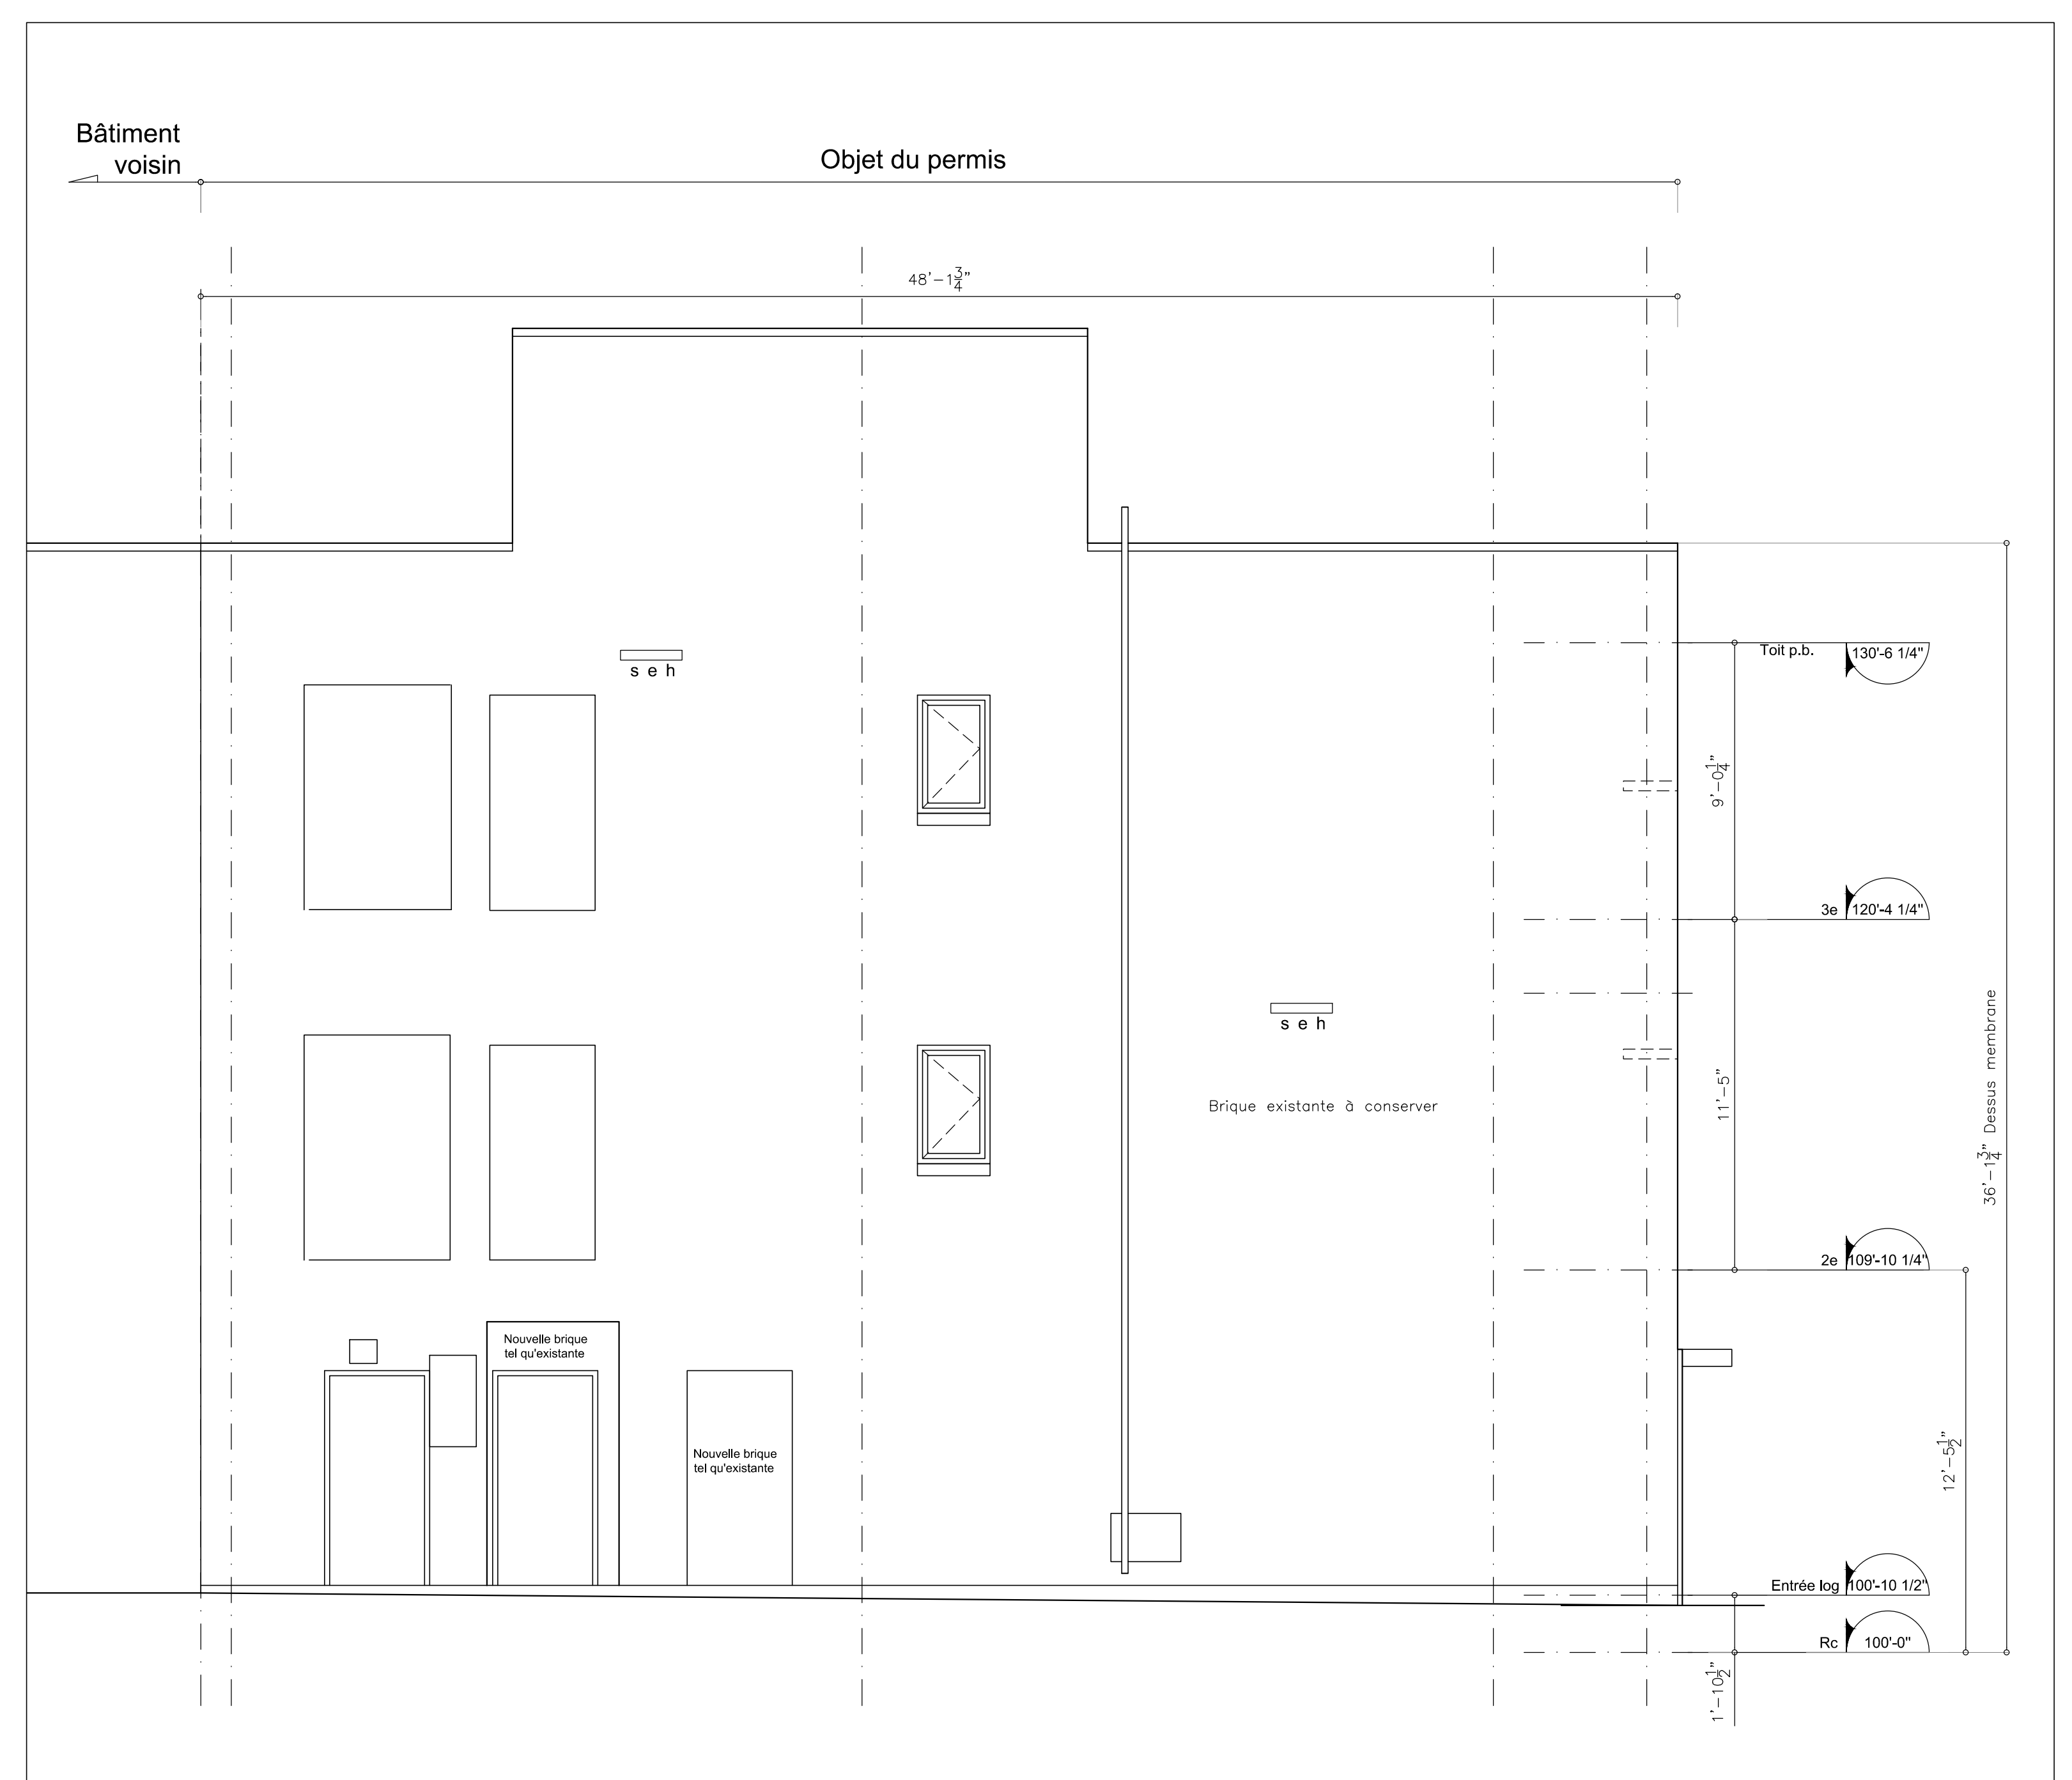 Bâtiment
voisin
Objet du permis
48'-1 3/4"
s e h
Toit p.b. 130'-6 1/4"
9'-0 1/4"
3e 120'-4 1/4"
s e h
Brique existante à conserver
11'-5"
36'-1 3/4" Dessus membrane
2e 109'-10 1/4"
Nouvelle brique
tel qu'existante
Nouvelle brique
tel qu'existante
12'-5 1/2"
Entrée log 100'-10 1/2"
Rc 100'-0"
1'-10 1/2"